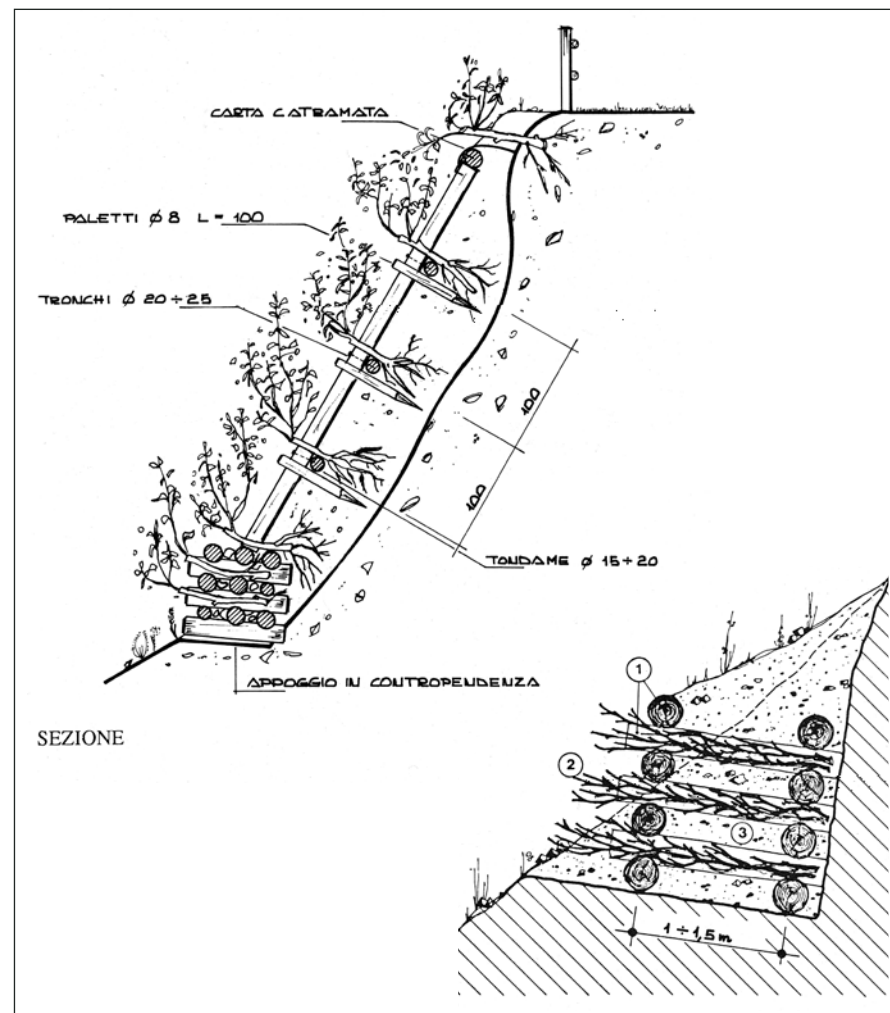 CARTA CATRAMATA
PALETTI Ø 8 L = 100
TRONCHI Ø 20 ÷ 25
100
100
TONDAME Ø 15 ÷ 20
APPOGGIO IN CONTROPENDENZA
SEZIONE
1
2
3
1 ÷ 1,5 m